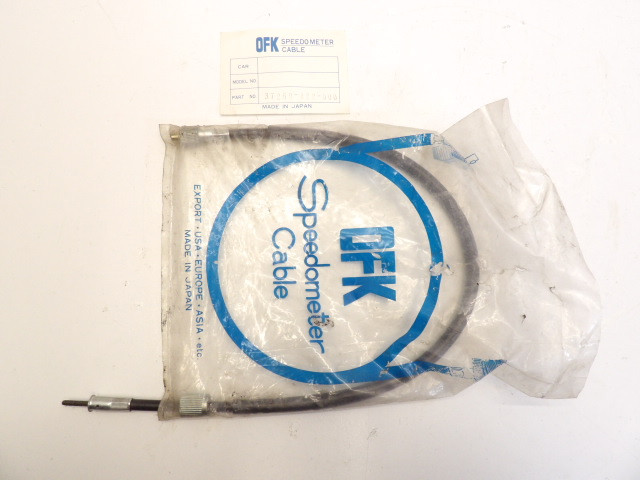 OFK SPEEDOMETER
CABLE
CAR
MODEL NO
PART NO
MADE IN JAPAN
OFK
Speedometer
Cable
EXPORT · USA · EUROPE · ASIA · etc.
MADE IN JAPAN